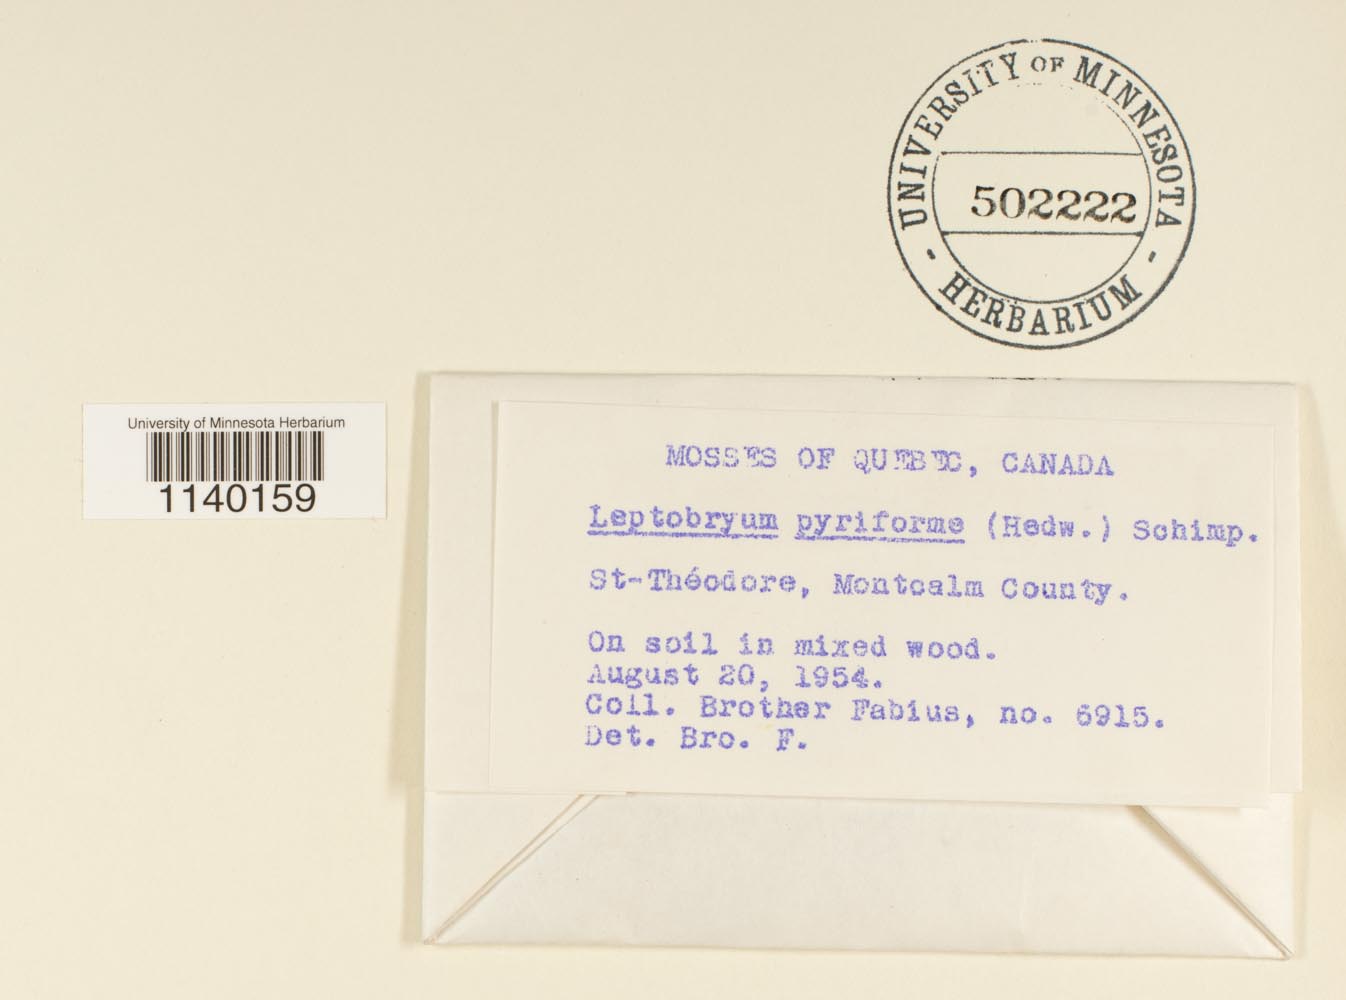 UNIVERSITY OF MINNESOTA
502222
- HERBARIUM -
University of Minnesota Herbarium
1140159
MOSSES OF QUEBEC, CANADA
Leptobryum pyriforme (Hedw.) Schimp.
St-Théodore, Montcalm County.
On soil in mixed wood.
August 20, 1954.
Coll. Brother Fabius, no. 6915.
Det. Bro. F.